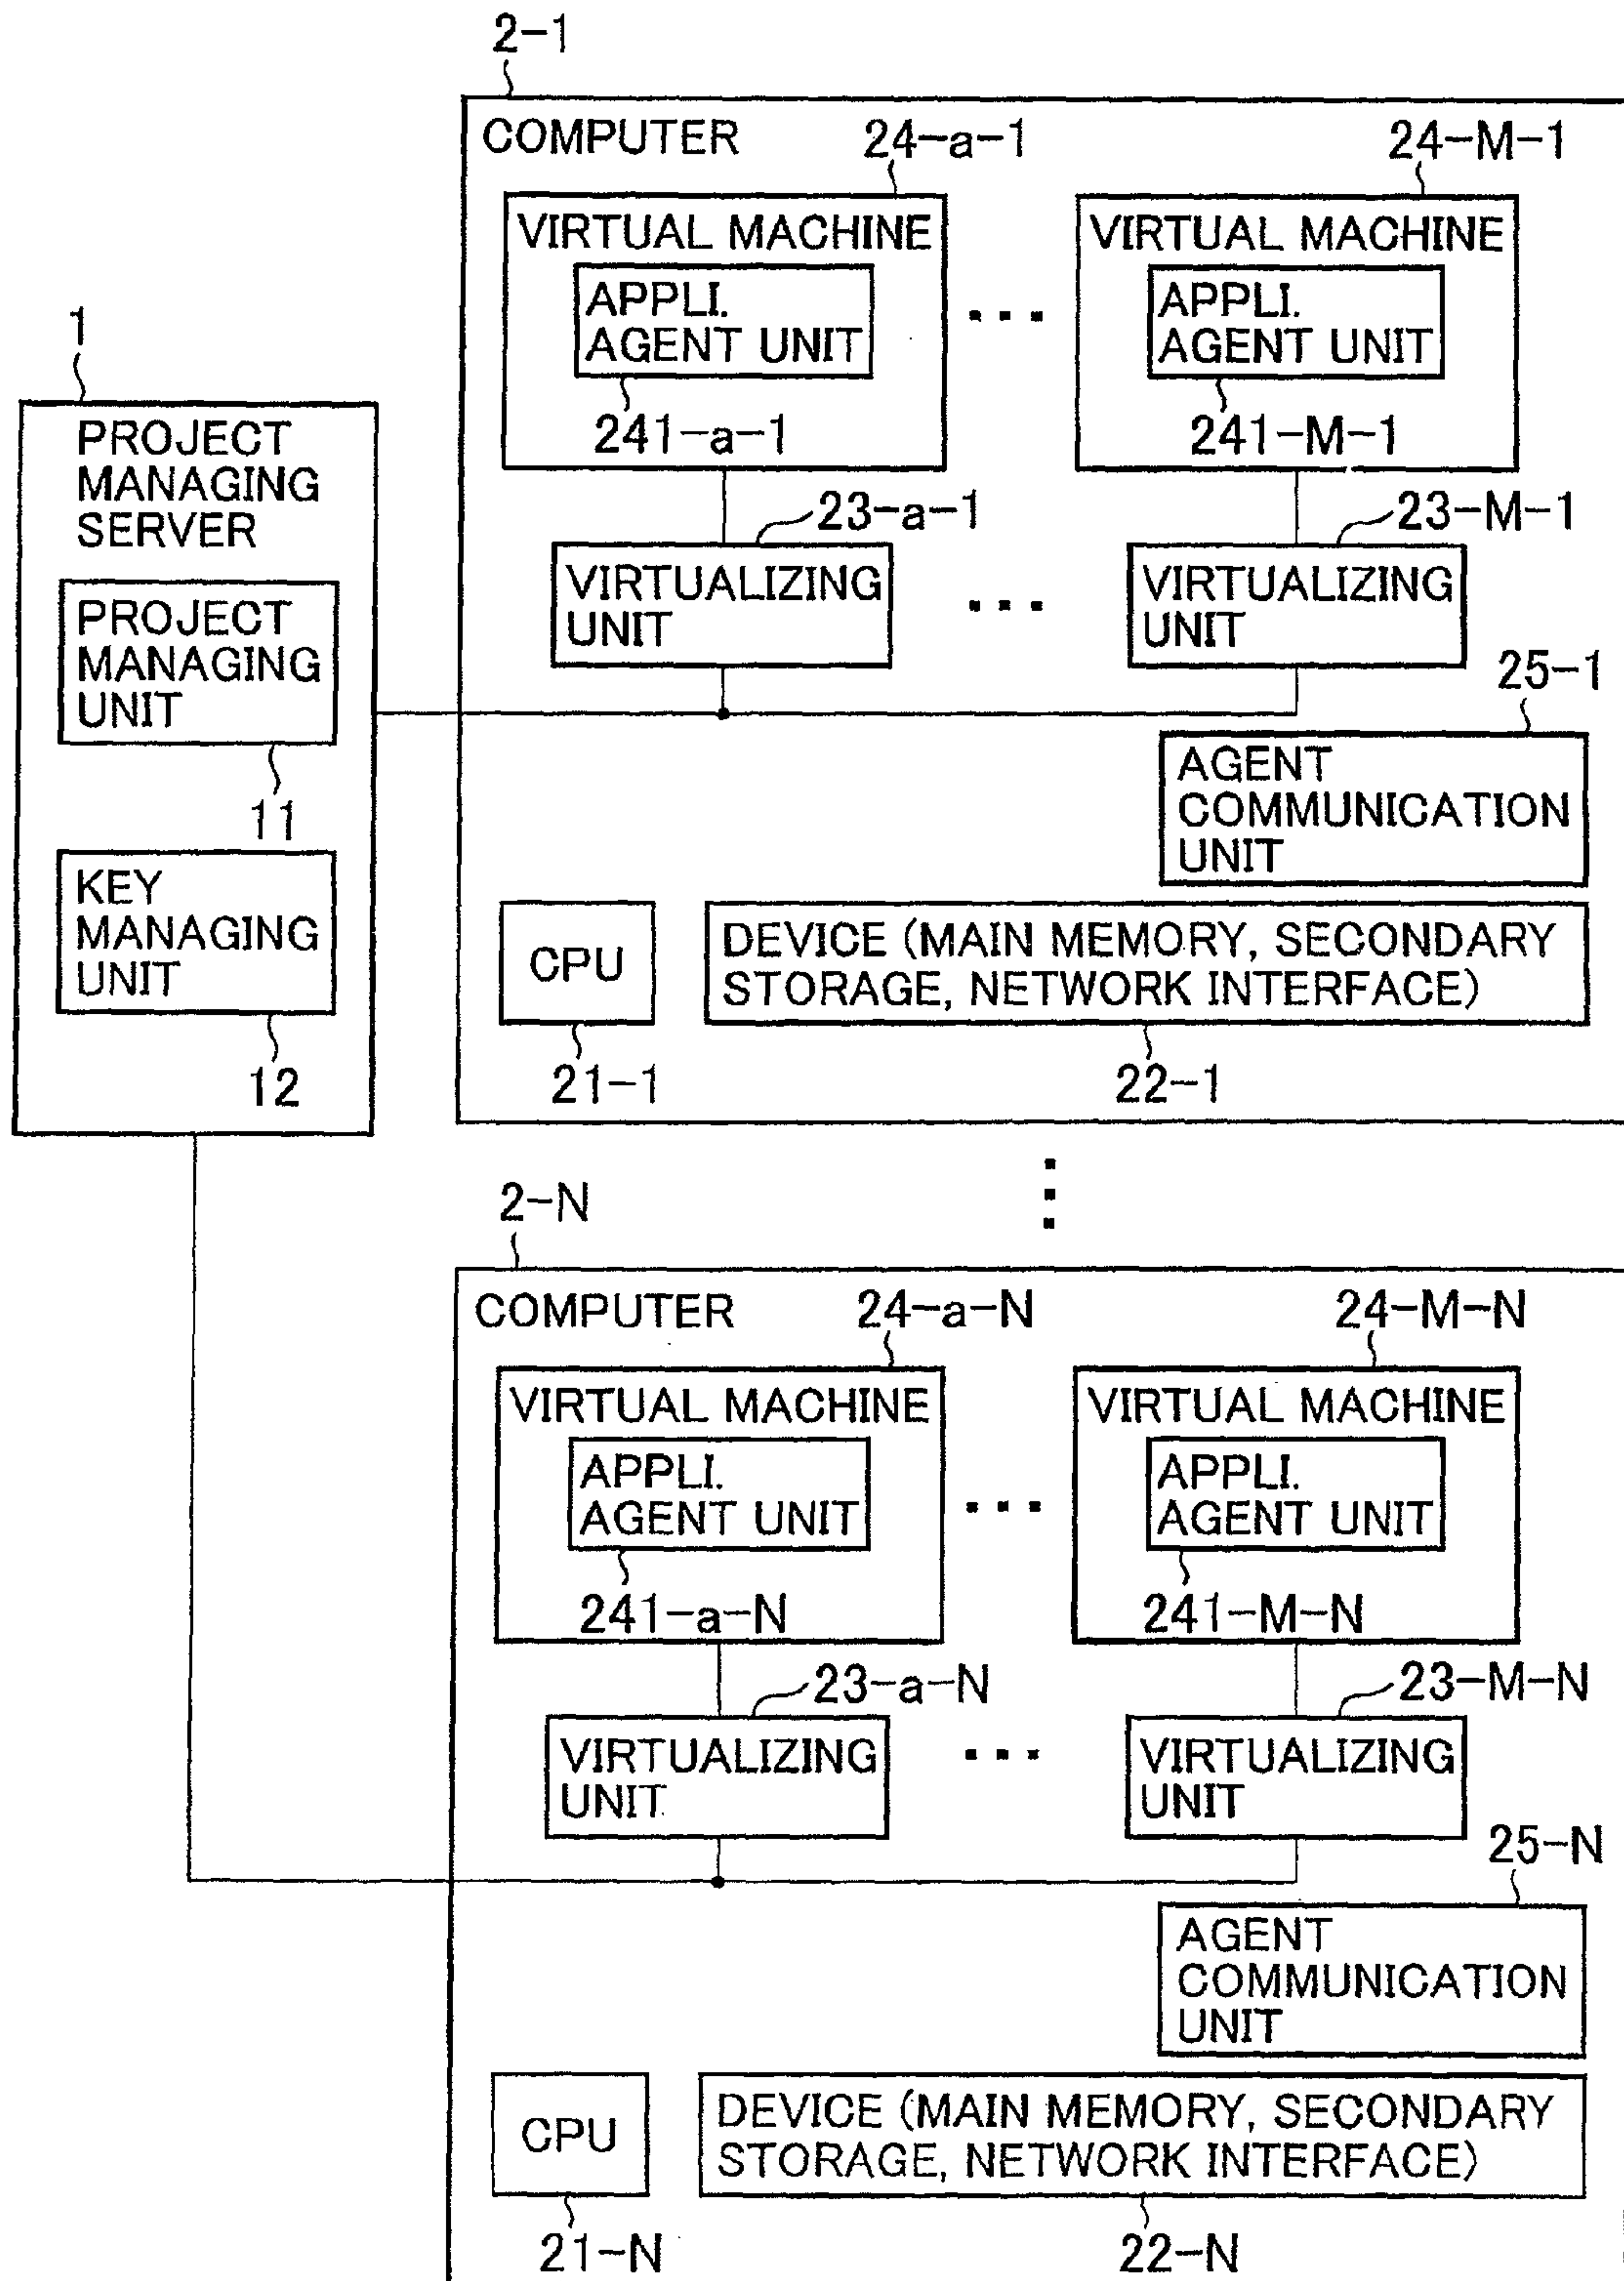 2-1
COMPUTER
24-a-1
24-M-1
VIRTUAL MACHINE
APPLI.
AGENT UNIT
241-a-1
VIRTUAL MACHINE
APPLI.
AGENT UNIT
241-M-1
1
PROJECT
MANAGING
SERVER
PROJECT
MANAGING
UNIT
11
KEY
MANAGING
UNIT
12
23-a-1
VIRTUALIZING
UNIT
23-M-1
VIRTUALIZING
UNIT
25-1
AGENT
COMMUNICATION
UNIT
CPU
21-1
DEVICE (MAIN MEMORY, SECONDARY
STORAGE, NETWORK INTERFACE)
22-1
2-N
COMPUTER
24-a-N
24-M-N
VIRTUAL MACHINE
APPLI.
AGENT UNIT
241-a-N
VIRTUAL MACHINE
APPLI.
AGENT UNIT
241-M-N
23-a-N
VIRTUALIZING
UNIT
23-M-N
VIRTUALIZING
UNIT
25-N
AGENT
COMMUNICATION
UNIT
CPU
21-N
DEVICE (MAIN MEMORY, SECONDARY
STORAGE, NETWORK INTERFACE)
22-N